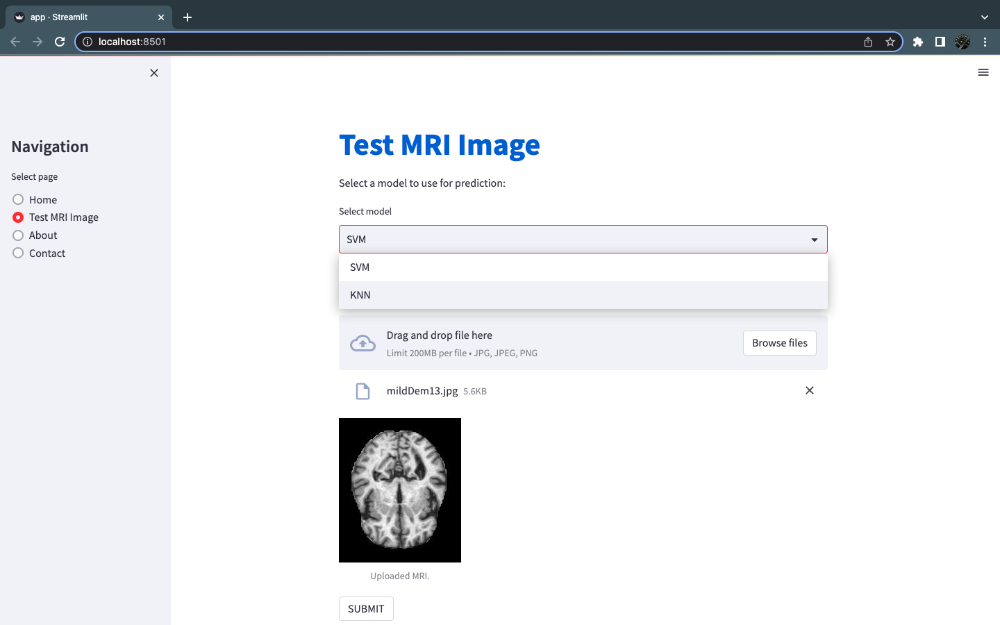 app · Streamlit
localhost:8501
Navigation
Select page
Home
Test MRI Image
About
Contact
Test MRI Image
Select a model to use for prediction:
Select model
SVM
SVM
KNN
Drag and drop file here
Limit 200MB per file • JPG, JPEG, PNG
Browse files
mildDem13.jpg 5.6KB
Uploaded MRI.
SUBMIT